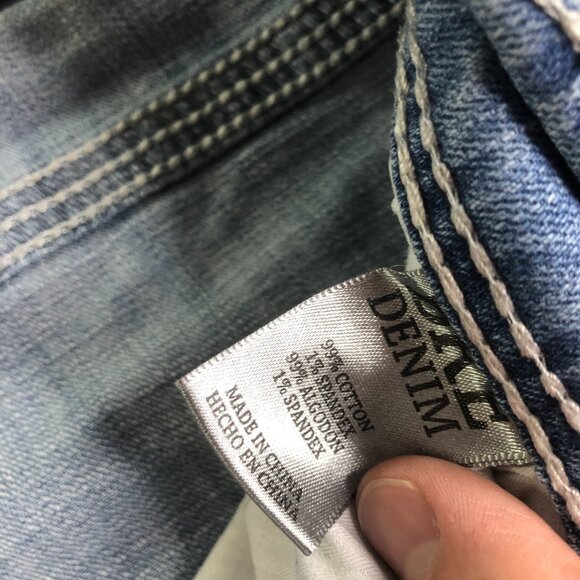 DENIM
99% COTTON
1% SPANDEX
99% ALGODON
1% SPANDEX
MADE IN CHINA
HECHO EN CHINA